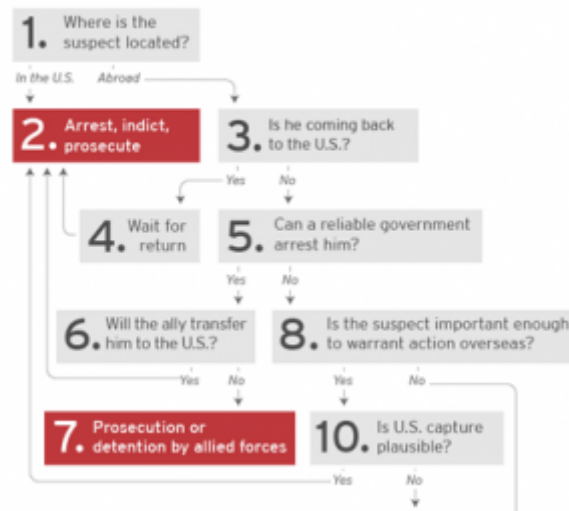 1. Where is the
suspect located?
In the U.S. Abroad
2. Arrest, indict,
prosecute
3. Is he coming back
to the U.S.?
Yes No
4. Wait for
return
5. Can a reliable government
arrest him?
Yes No
6. Will the ally transfer
him to the U.S.?
8. Is the suspect important enough
to warrant action overseas?
Yes No
Yes No
7. Prosecution or
detention by allied forces
10. Is U.S. capture
plausible?
Yes No